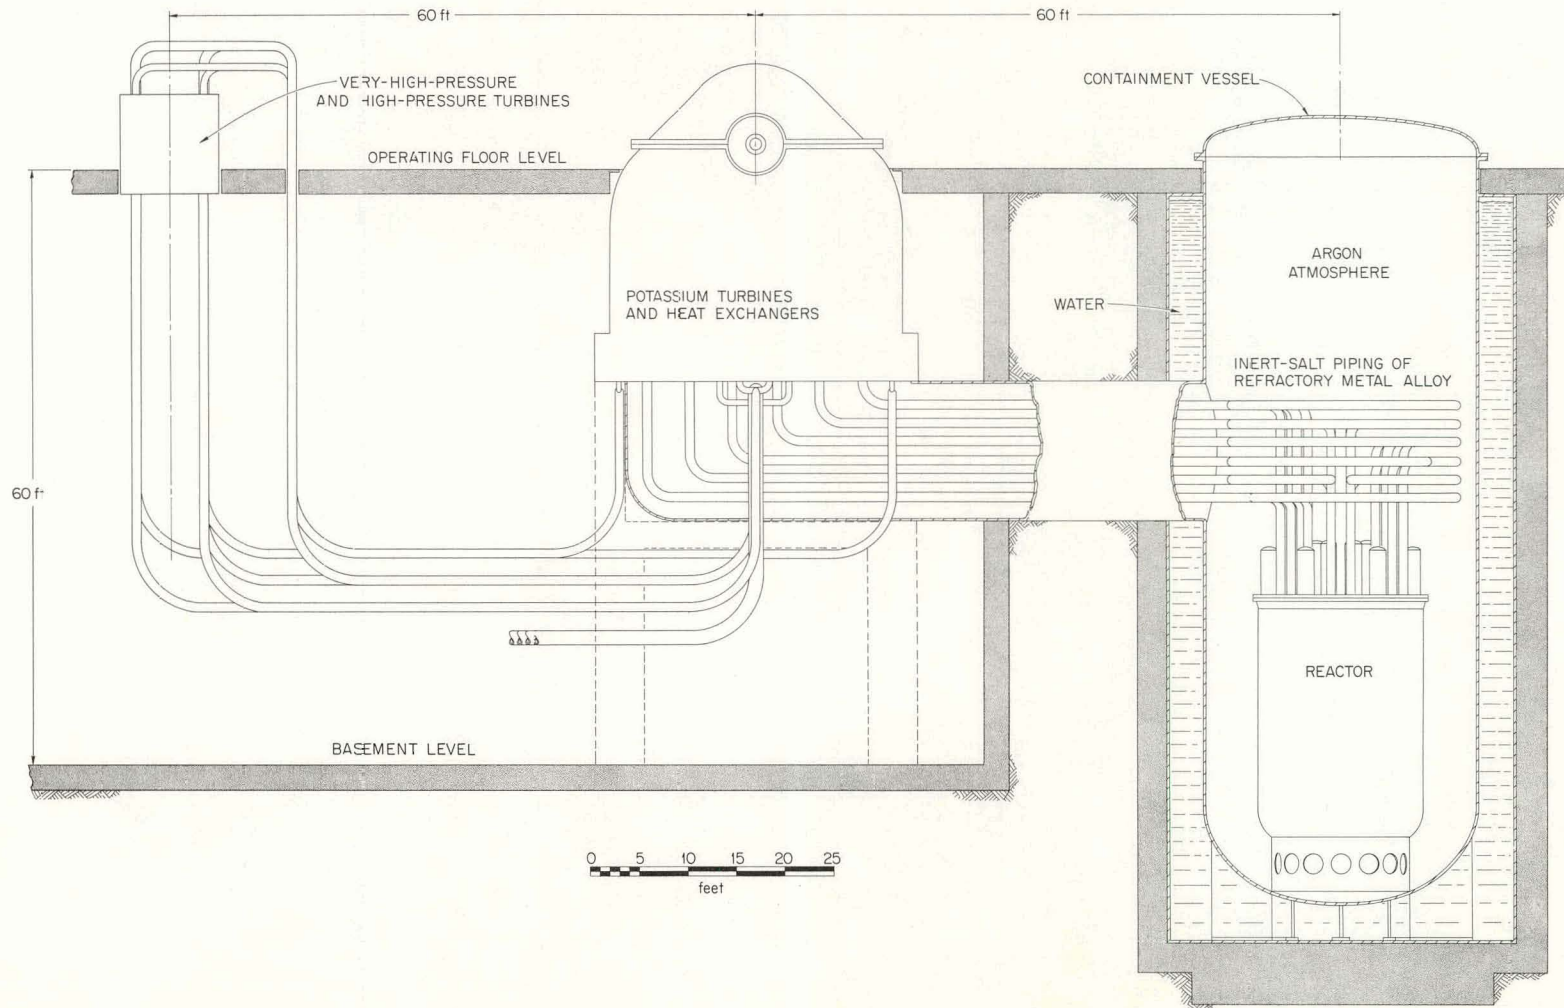 60 ft
60 ft
VERY-HIGH-PRESSURE
AND HIGH-PRESSURE TURBINES
CONTAINMENT VESSEL
OPERATING FLOOR LEVEL
ARGON
ATMOSPHERE
POTASSIUM TURBINES
AND HEAT EXCHANGERS
WATER
INERT-SALT PIPING OF
REFRACTORY METAL ALLOY
60 ft
REACTOR
BASEMENT LEVEL
0 5 10 15 20 25
feet